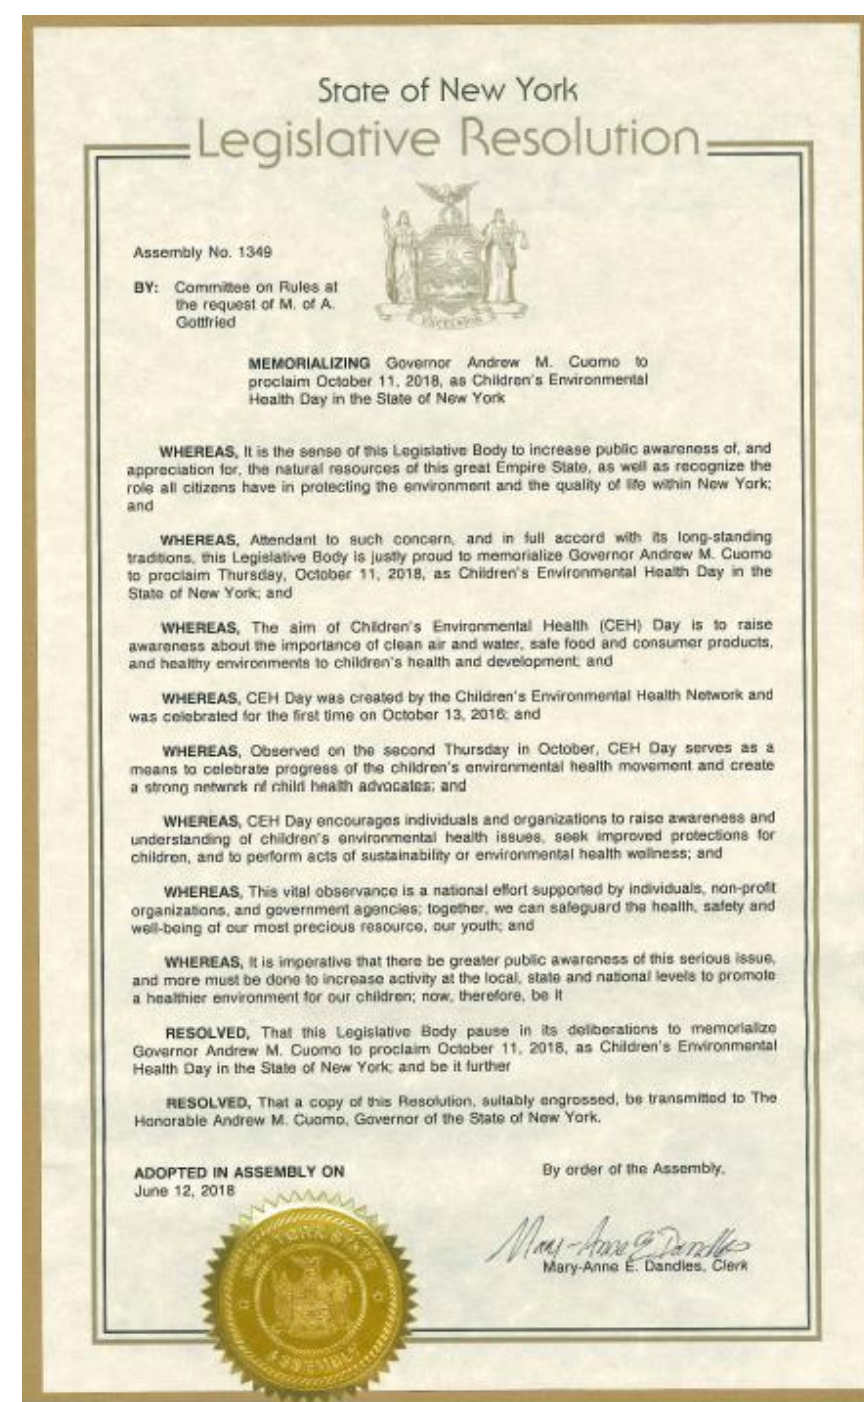 State of New York
Legislative Resolution
EXCELSIOR
Assembly No. 1349
BY: Committee on Rules at
the request of M. of A.
Gottfried
MEMORIALIZING Governor Andrew M. Cuomo to
proclaim October 11, 2018, as Children's Environmental
Health Day in the State of New York
WHEREAS, It is the sense of this Legislative Body to increase public awareness of, and
appreciation for, the natural resources of this great Empire State, as well as recognize the
role all citizens have in protecting the environment and the quality of life within New York;
and
WHEREAS, Attendant to such concern, and in full accord with its long-standing
traditions, this Legislative Body is justly proud to memorialize Governor Andrew M. Cuomo
to proclaim Thursday, October 11, 2018, as Children's Environmental Health Day in the
State of New York; and
WHEREAS, The aim of Children's Environmental Health (CEH) Day is to raise
awareness about the importance of clean air and water, safe food and consumer products,
and healthy environments to children's health and development; and
WHEREAS, CEH Day was created by the Children's Environmental Health Network and
was celebrated for the first time on October 13, 2016; and
WHEREAS, Observed on the second Thursday in October, CEH Day serves as a
means to celebrate progress of the children's environmental health movement and create
a strong network of child health advocates; and
WHEREAS, CEH Day encourages individuals and organizations to raise awareness and
understanding of children's environmental health issues, seek improved protections for
children, and to perform acts of sustainability or environmental health wellness; and
WHEREAS, This vital observance is a national effort supported by individuals, non-profit
organizations, and government agencies; together, we can safeguard the health, safety and
well-being of our most precious resource, our youth; and
WHEREAS, It is imperative that there be greater public awareness of this serious issue,
and more must be done to increase activity at the local, state and national levels to promote
a healthier environment for our children; now, therefore, be it
RESOLVED, That this Legislative Body pause in its deliberations to memorialize
Governor Andrew M. Cuomo to proclaim October 11, 2018, as Children's Environmental
Health Day in the State of New York; and be it further
RESOLVED, That a copy of this Resolution, suitably engrossed, be transmitted to The
Honorable Andrew M. Cuomo, Governor of the State of New York.
ADOPTED IN ASSEMBLY ON
June 12, 2018
By order of the Assembly,
Mary-Anne E Dandles
Mary-Anne E. Dandles, Clerk
NEW YORK STATE
ASSEMBLY